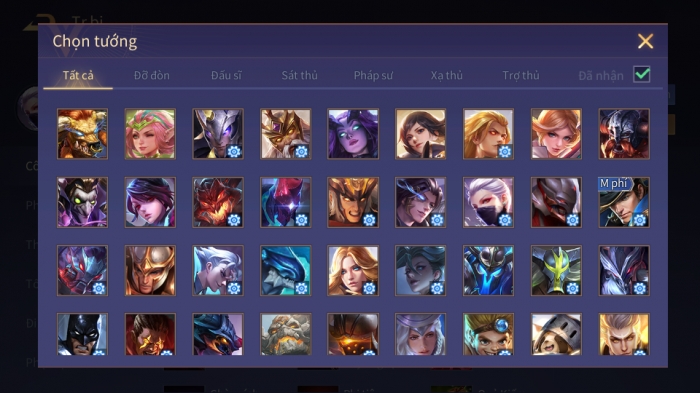 Chọn tướng
Tất cả Đỡ đòn Đấu sĩ Sát thủ Pháp sư Xạ thủ Trợ thủ Đã nhận
M phí